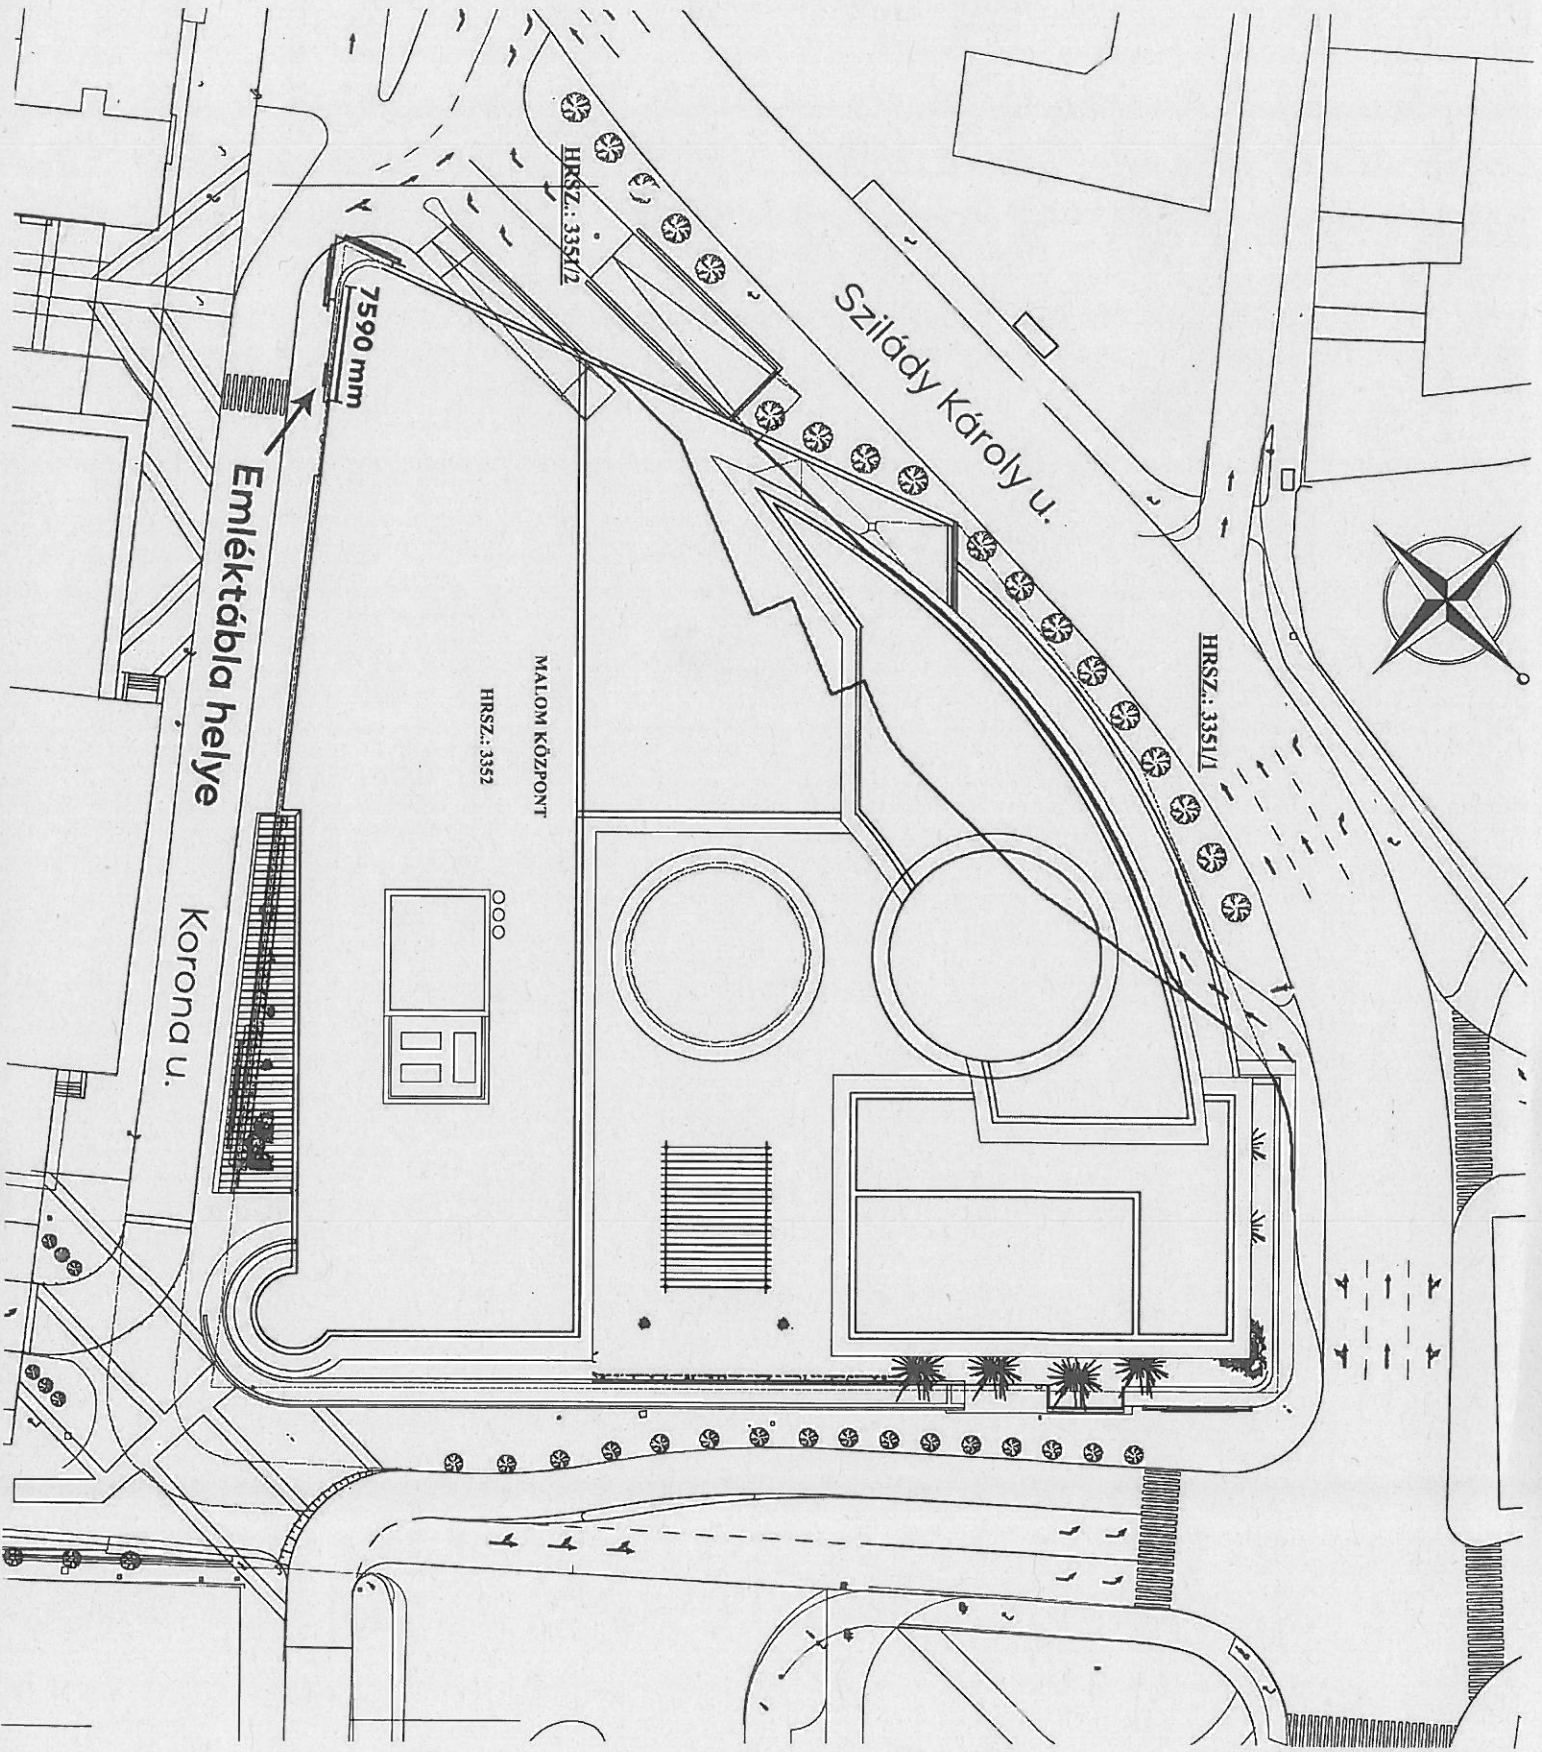 HRSZ.: 3351/2
Szilády Károly u.
HRSZ.: 3351/1
7590 mm
Emléktábla helye
MALOM KÖZPONT
HRSZ.: 3352
Korona u.